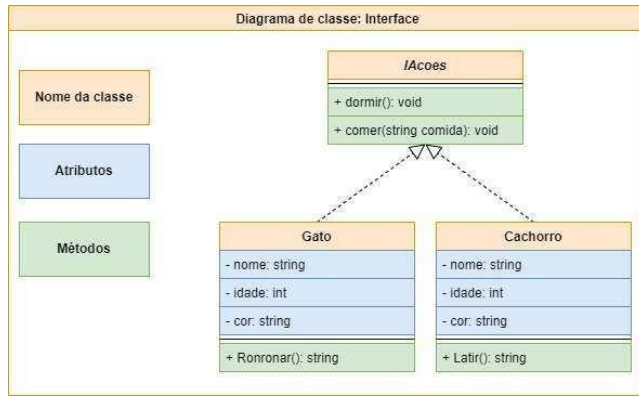 Diagrama de classe: Interface
Nome da classe
Atributos
Métodos
IAcoes
+ dormir(): void
+ comer(string comida): void
Gato
- nome: string
- idade: int
- cor: string
+ Ronronar(): string
Cachorro
- nome: string
- idade: int
- cor: string
+ Latir(): string